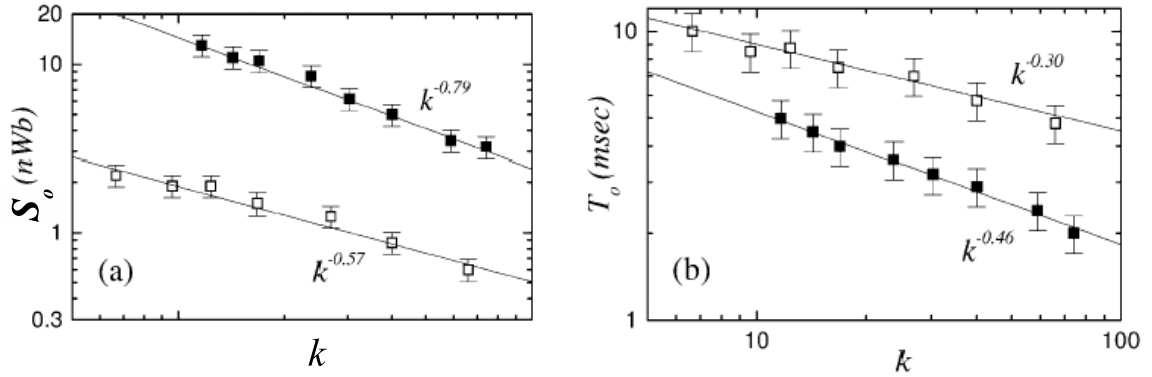 20
10
1
0.3
S_o (nWb)
k^-0.79
k^-0.57
(a)
k
10
1
T_o (msec)
k^-0.30
k^-0.46
(b)
10
100
k